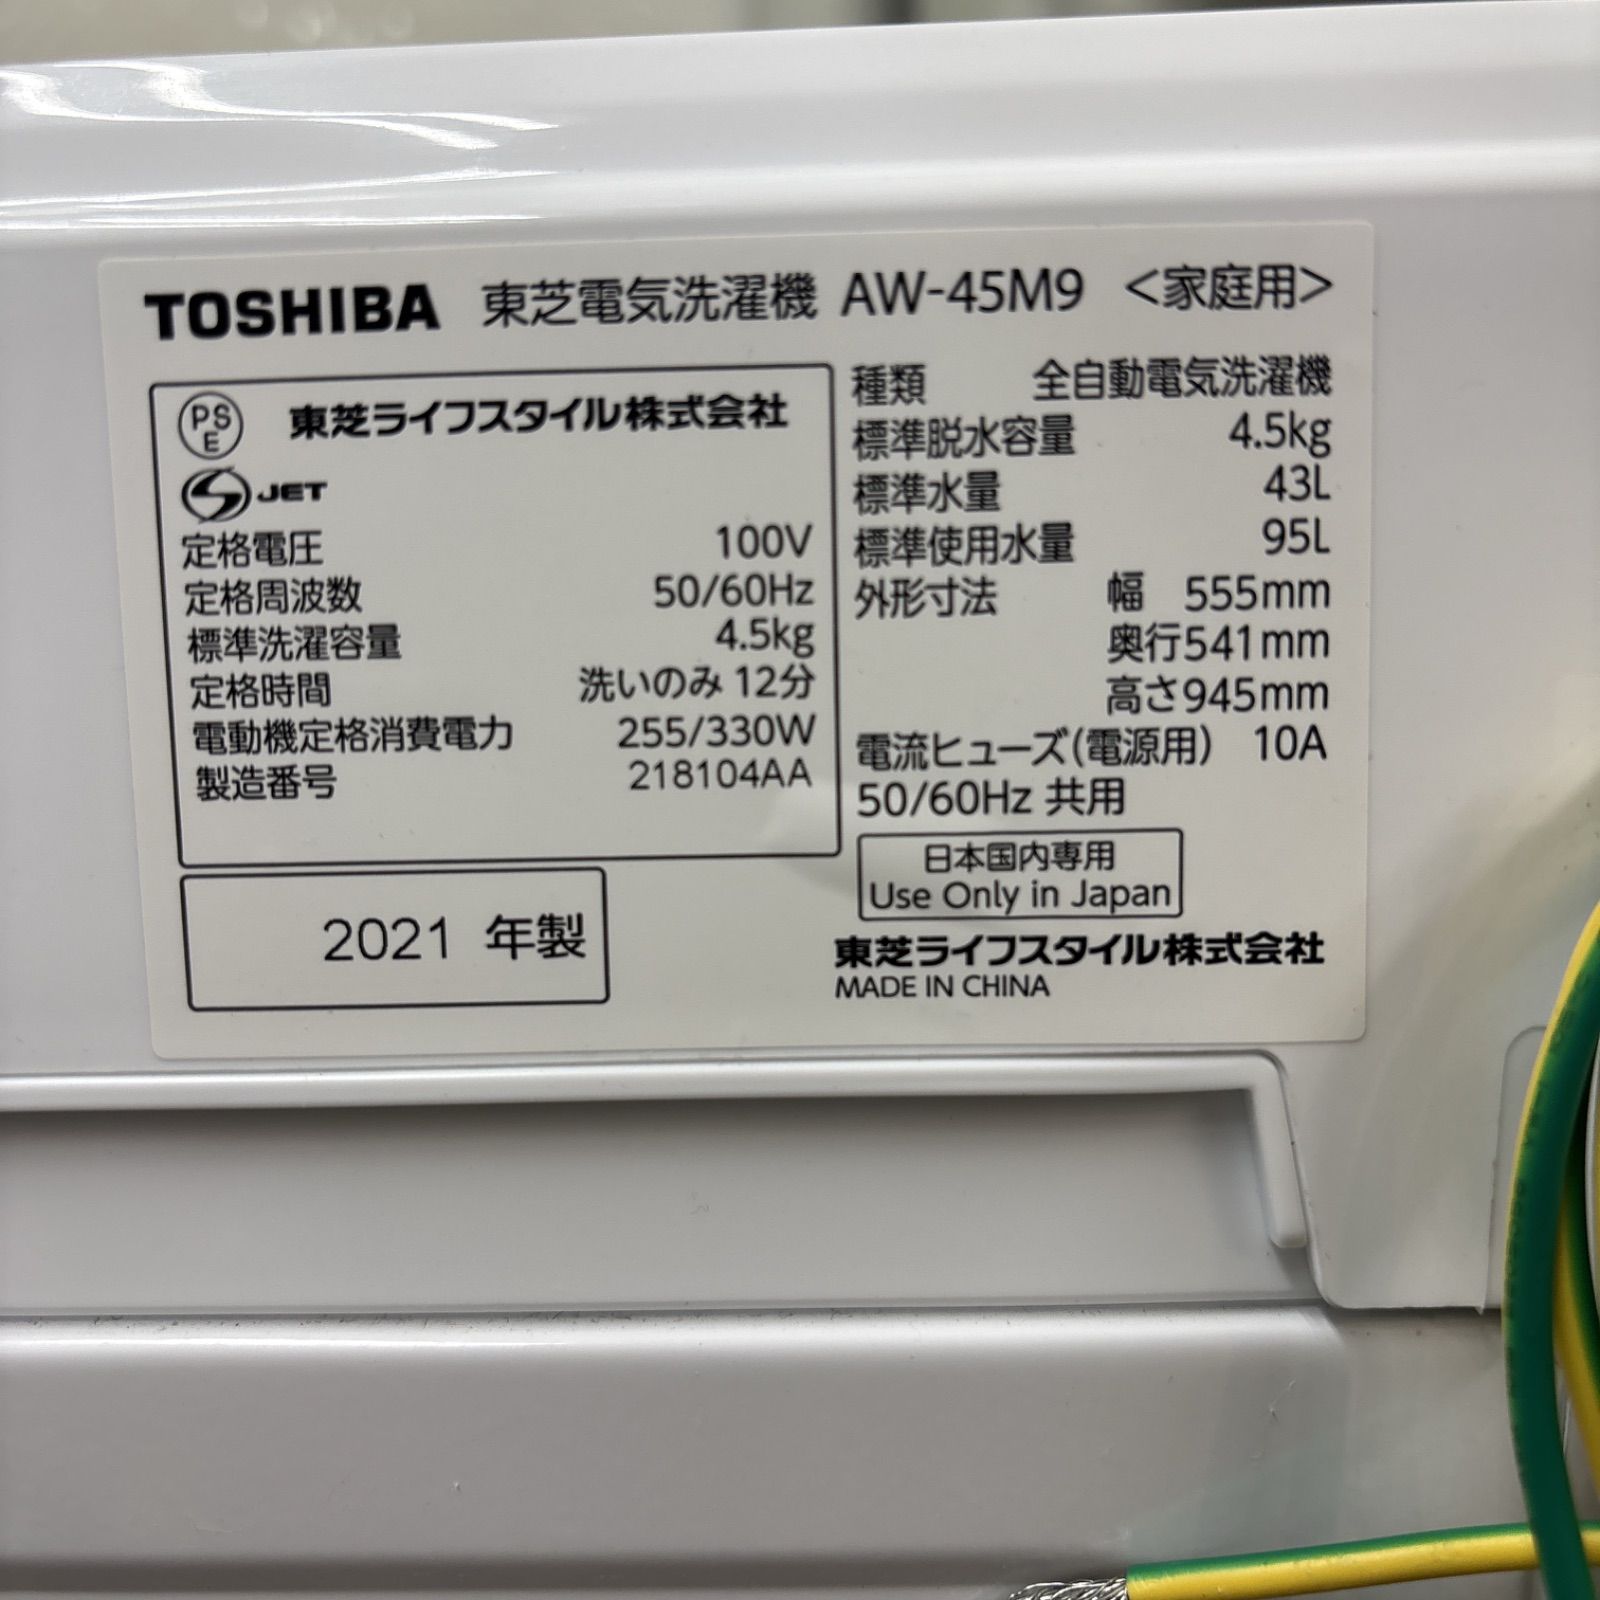 TOSHIBA 東芝電気洗濯機 AW-45M9 <家庭用>
PSE 東芝ライフスタイル株式会社
JET
定格電圧 100V
定格周波数 50/60Hz
標準洗濯容量 4.5kg
定格時間 洗いのみ 12分
電動機定格消費電力 255/330W
製造番号 218104AA
2021 年製
種類 全自動電気洗濯機
標準脱水容量 4.5kg
標準水量 43L
標準使用水量 95L
外形寸法 幅 555mm
奥行541mm
高さ945mm
電流ヒューズ(電源用) 10A
50/60Hz 共用
日本国内専用
Use Only in Japan
東芝ライフスタイル株式会社
MADE IN CHINA